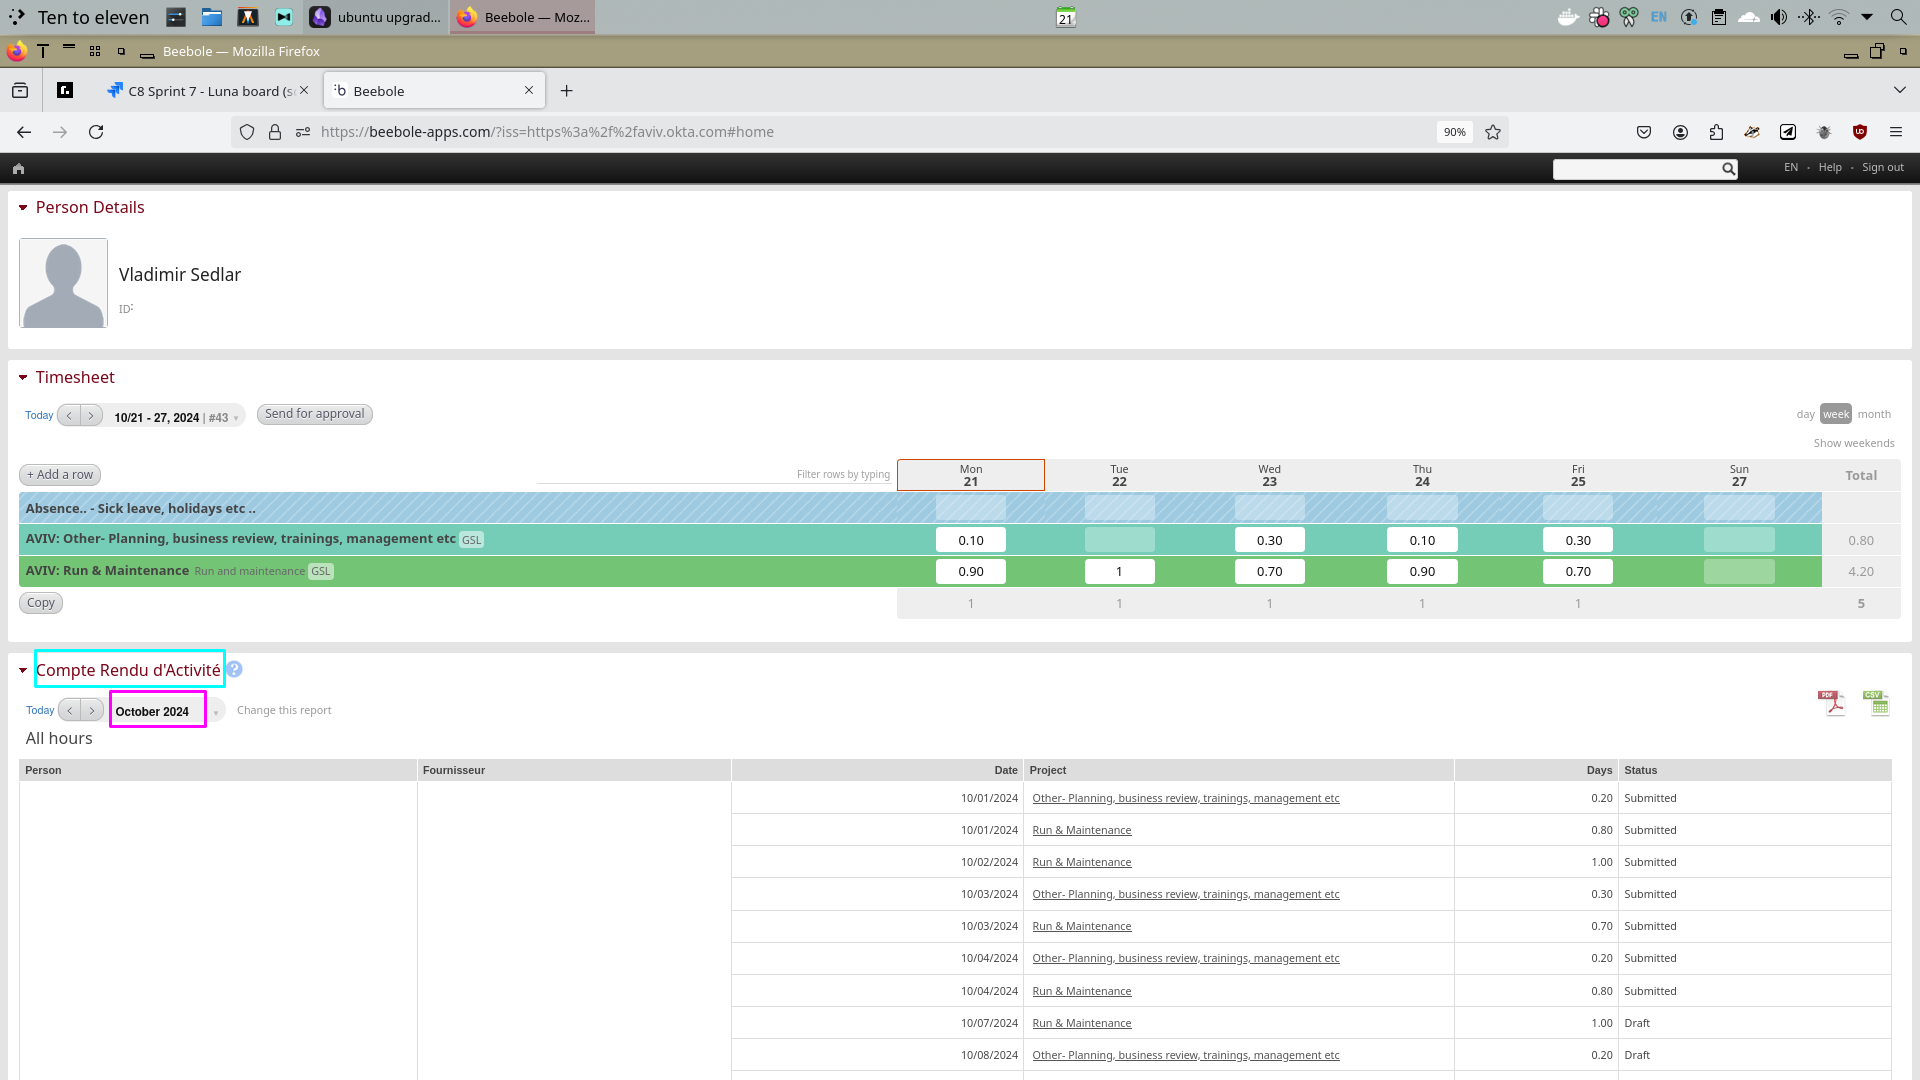 Ten to eleven
ubuntu upgrad...
Beebole — Moz...
21
EN
T
Beebole — Mozilla Firefox
C8 Sprint 7 - Luna board (s
Beebole
https://beebole-apps.com/?iss=https%3a%2f%2faviv.okta.com#home
90%
EN · Help · Sign out
Person Details
Vladimir Sedlar
ID:
Timesheet
Today
10/21 - 27, 2024 | #43
Send for approval
day week month
Show weekends
+ Add a row
Filter rows by typing
Mon Tue Wed Thu Fri Sun
21 22 23 24 25 27 Total
Absence.. - Sick leave, holidays etc ..
AVIV: Other- Planning, business review, trainings, management etc GSL 0.10 0.30 0.10 0.30 0.80
AVIV: Run & Maintenance Run and maintenance GSL 0.90 1 0.70 0.90 0.70 4.20
Copy 1 1 1 1 1 5
Compte Rendu d'Activité ?
Today October 2024 Change this report
PDF CSV
All hours
Person Fournisseur Date Project Days Status
10/01/2024 Other- Planning, business review, trainings, management etc 0.20 Submitted
10/01/2024 Run & Maintenance 0.80 Submitted
10/02/2024 Run & Maintenance 1.00 Submitted
10/03/2024 Other- Planning, business review, trainings, management etc 0.30 Submitted
10/03/2024 Run & Maintenance 0.70 Submitted
10/04/2024 Other- Planning, business review, trainings, management etc 0.20 Submitted
10/04/2024 Run & Maintenance 0.80 Submitted
10/07/2024 Run & Maintenance 1.00 Draft
10/08/2024 Other- Planning, business review, trainings, management etc 0.20 Draft